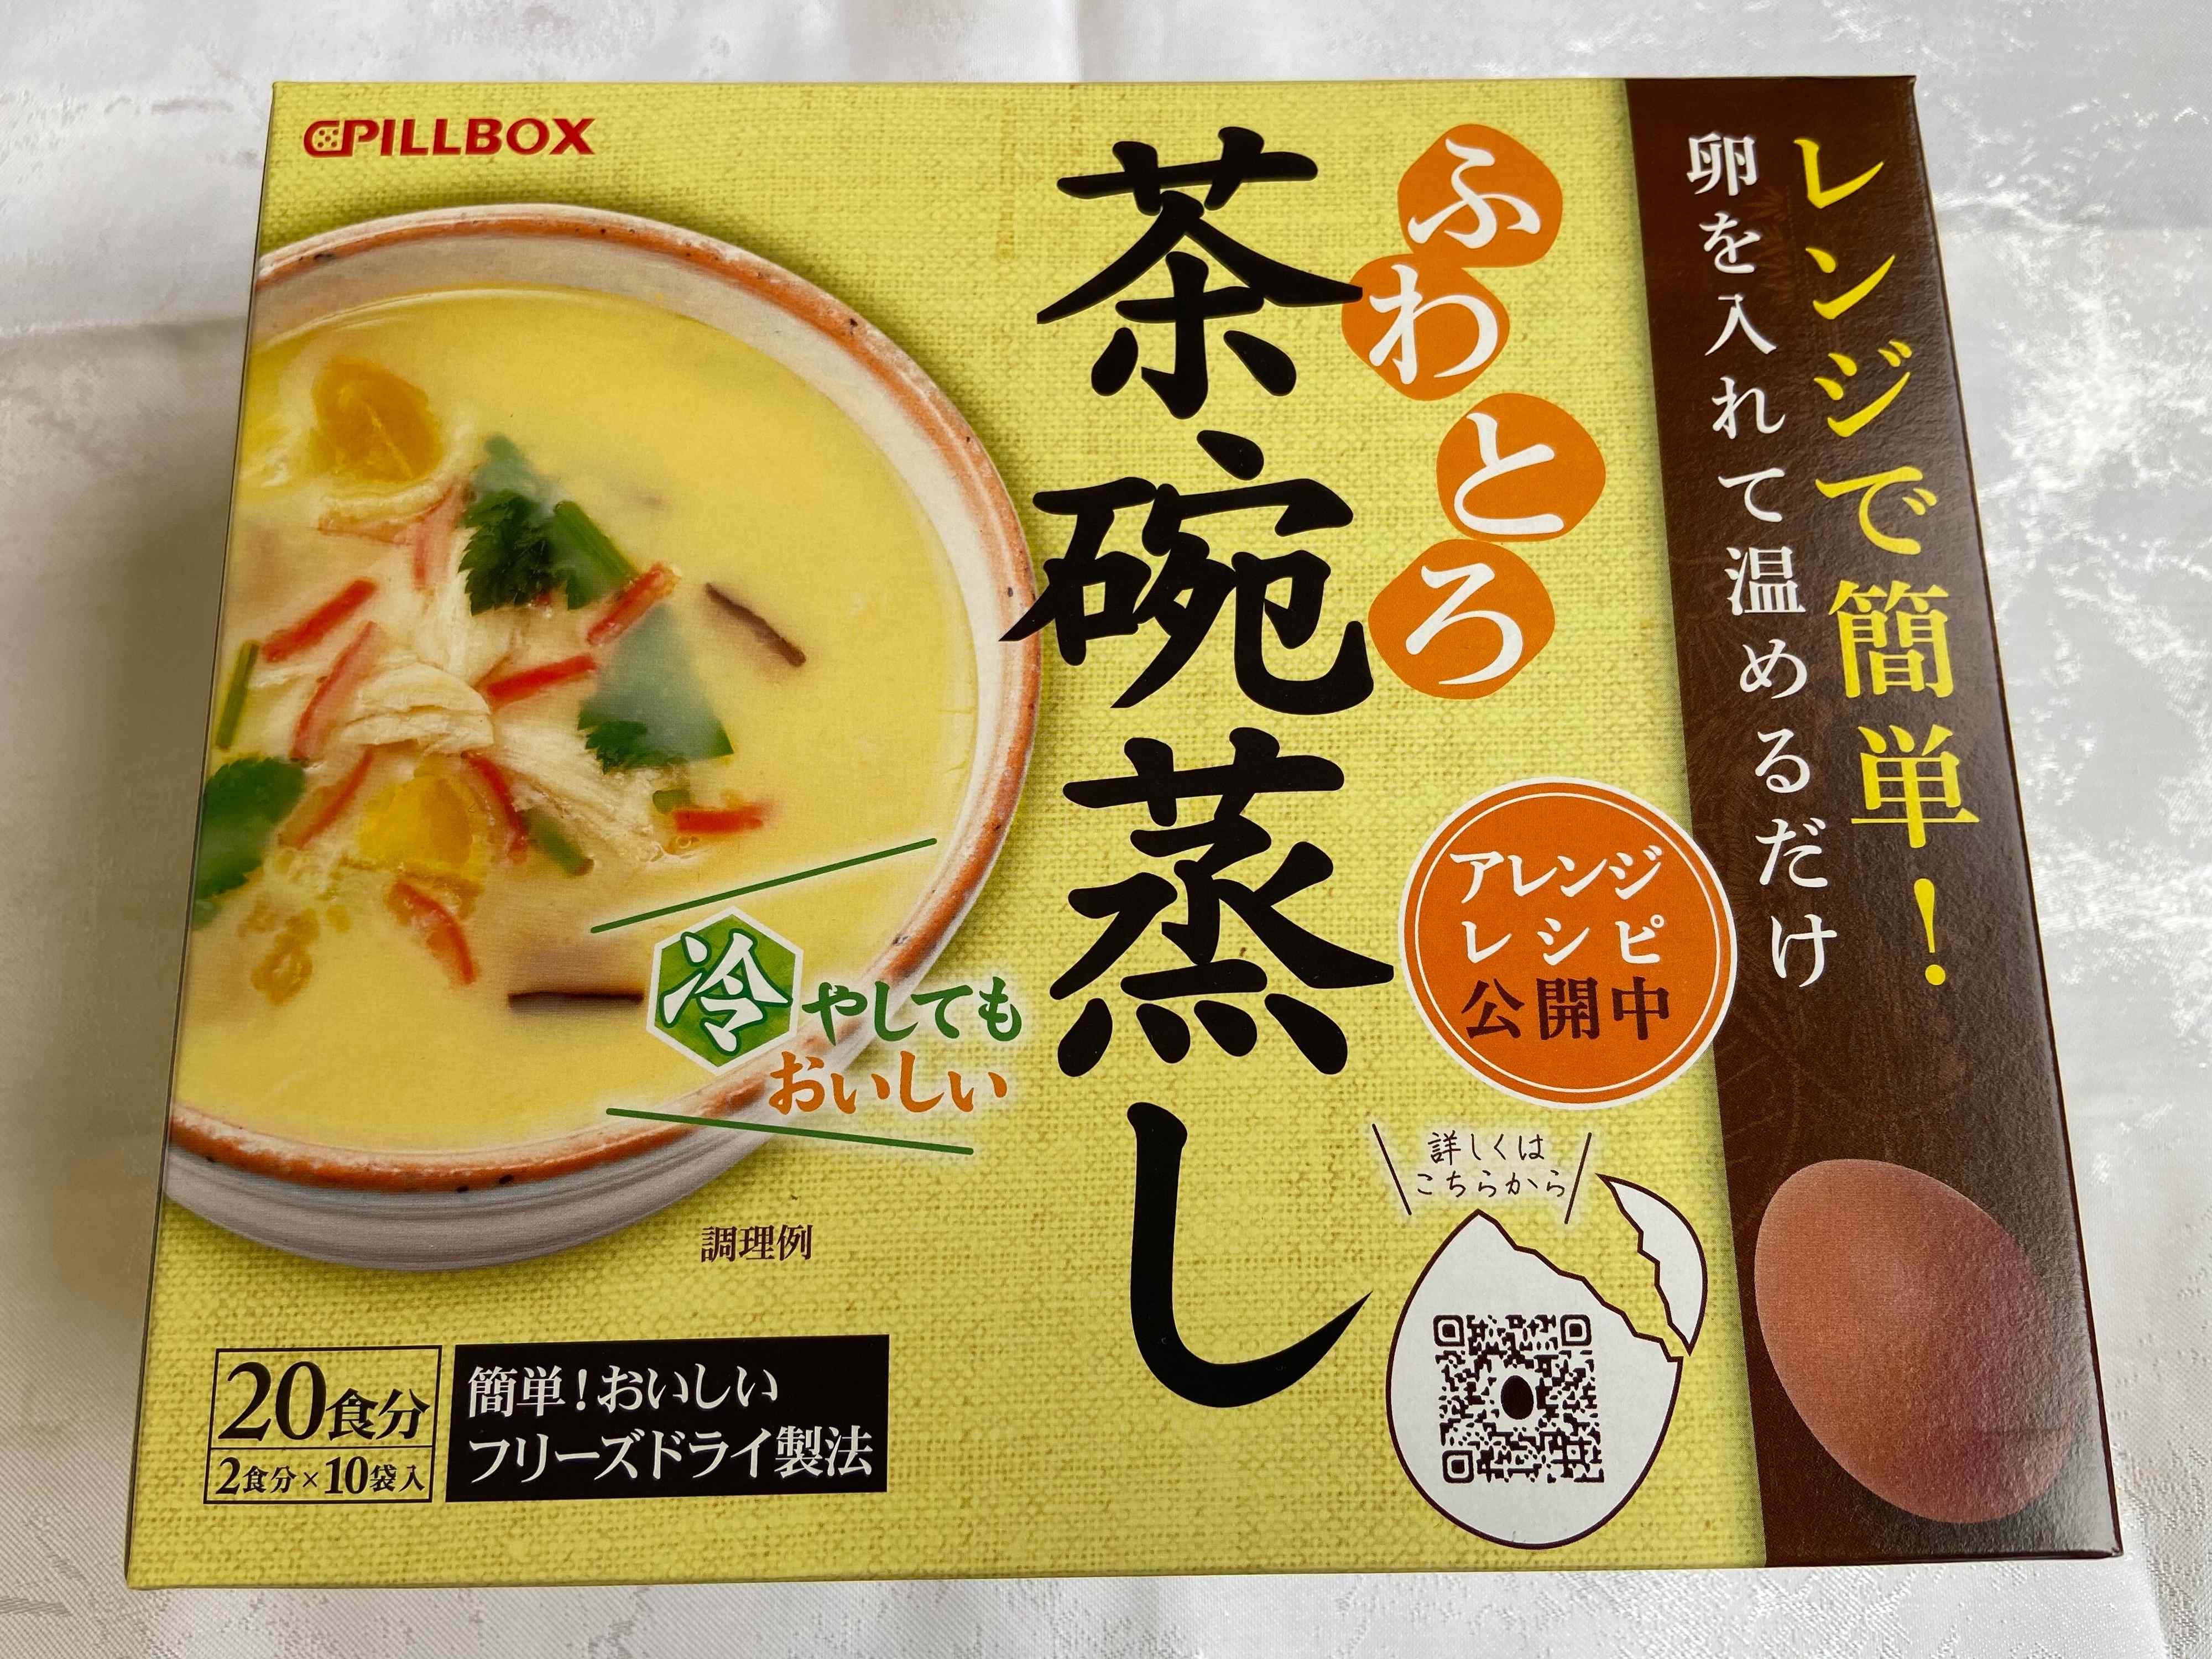 PILLBOX
レンジで簡単!
卵を入れて温めるだけ
ふわとろ
茶碗蒸し
アレンジ
レシピ
公開中
冷やしても
おいしい
詳しくは
こちらから
調理例
20食分
2食分×10袋入
簡単!おいしい
フリーズドライ製法